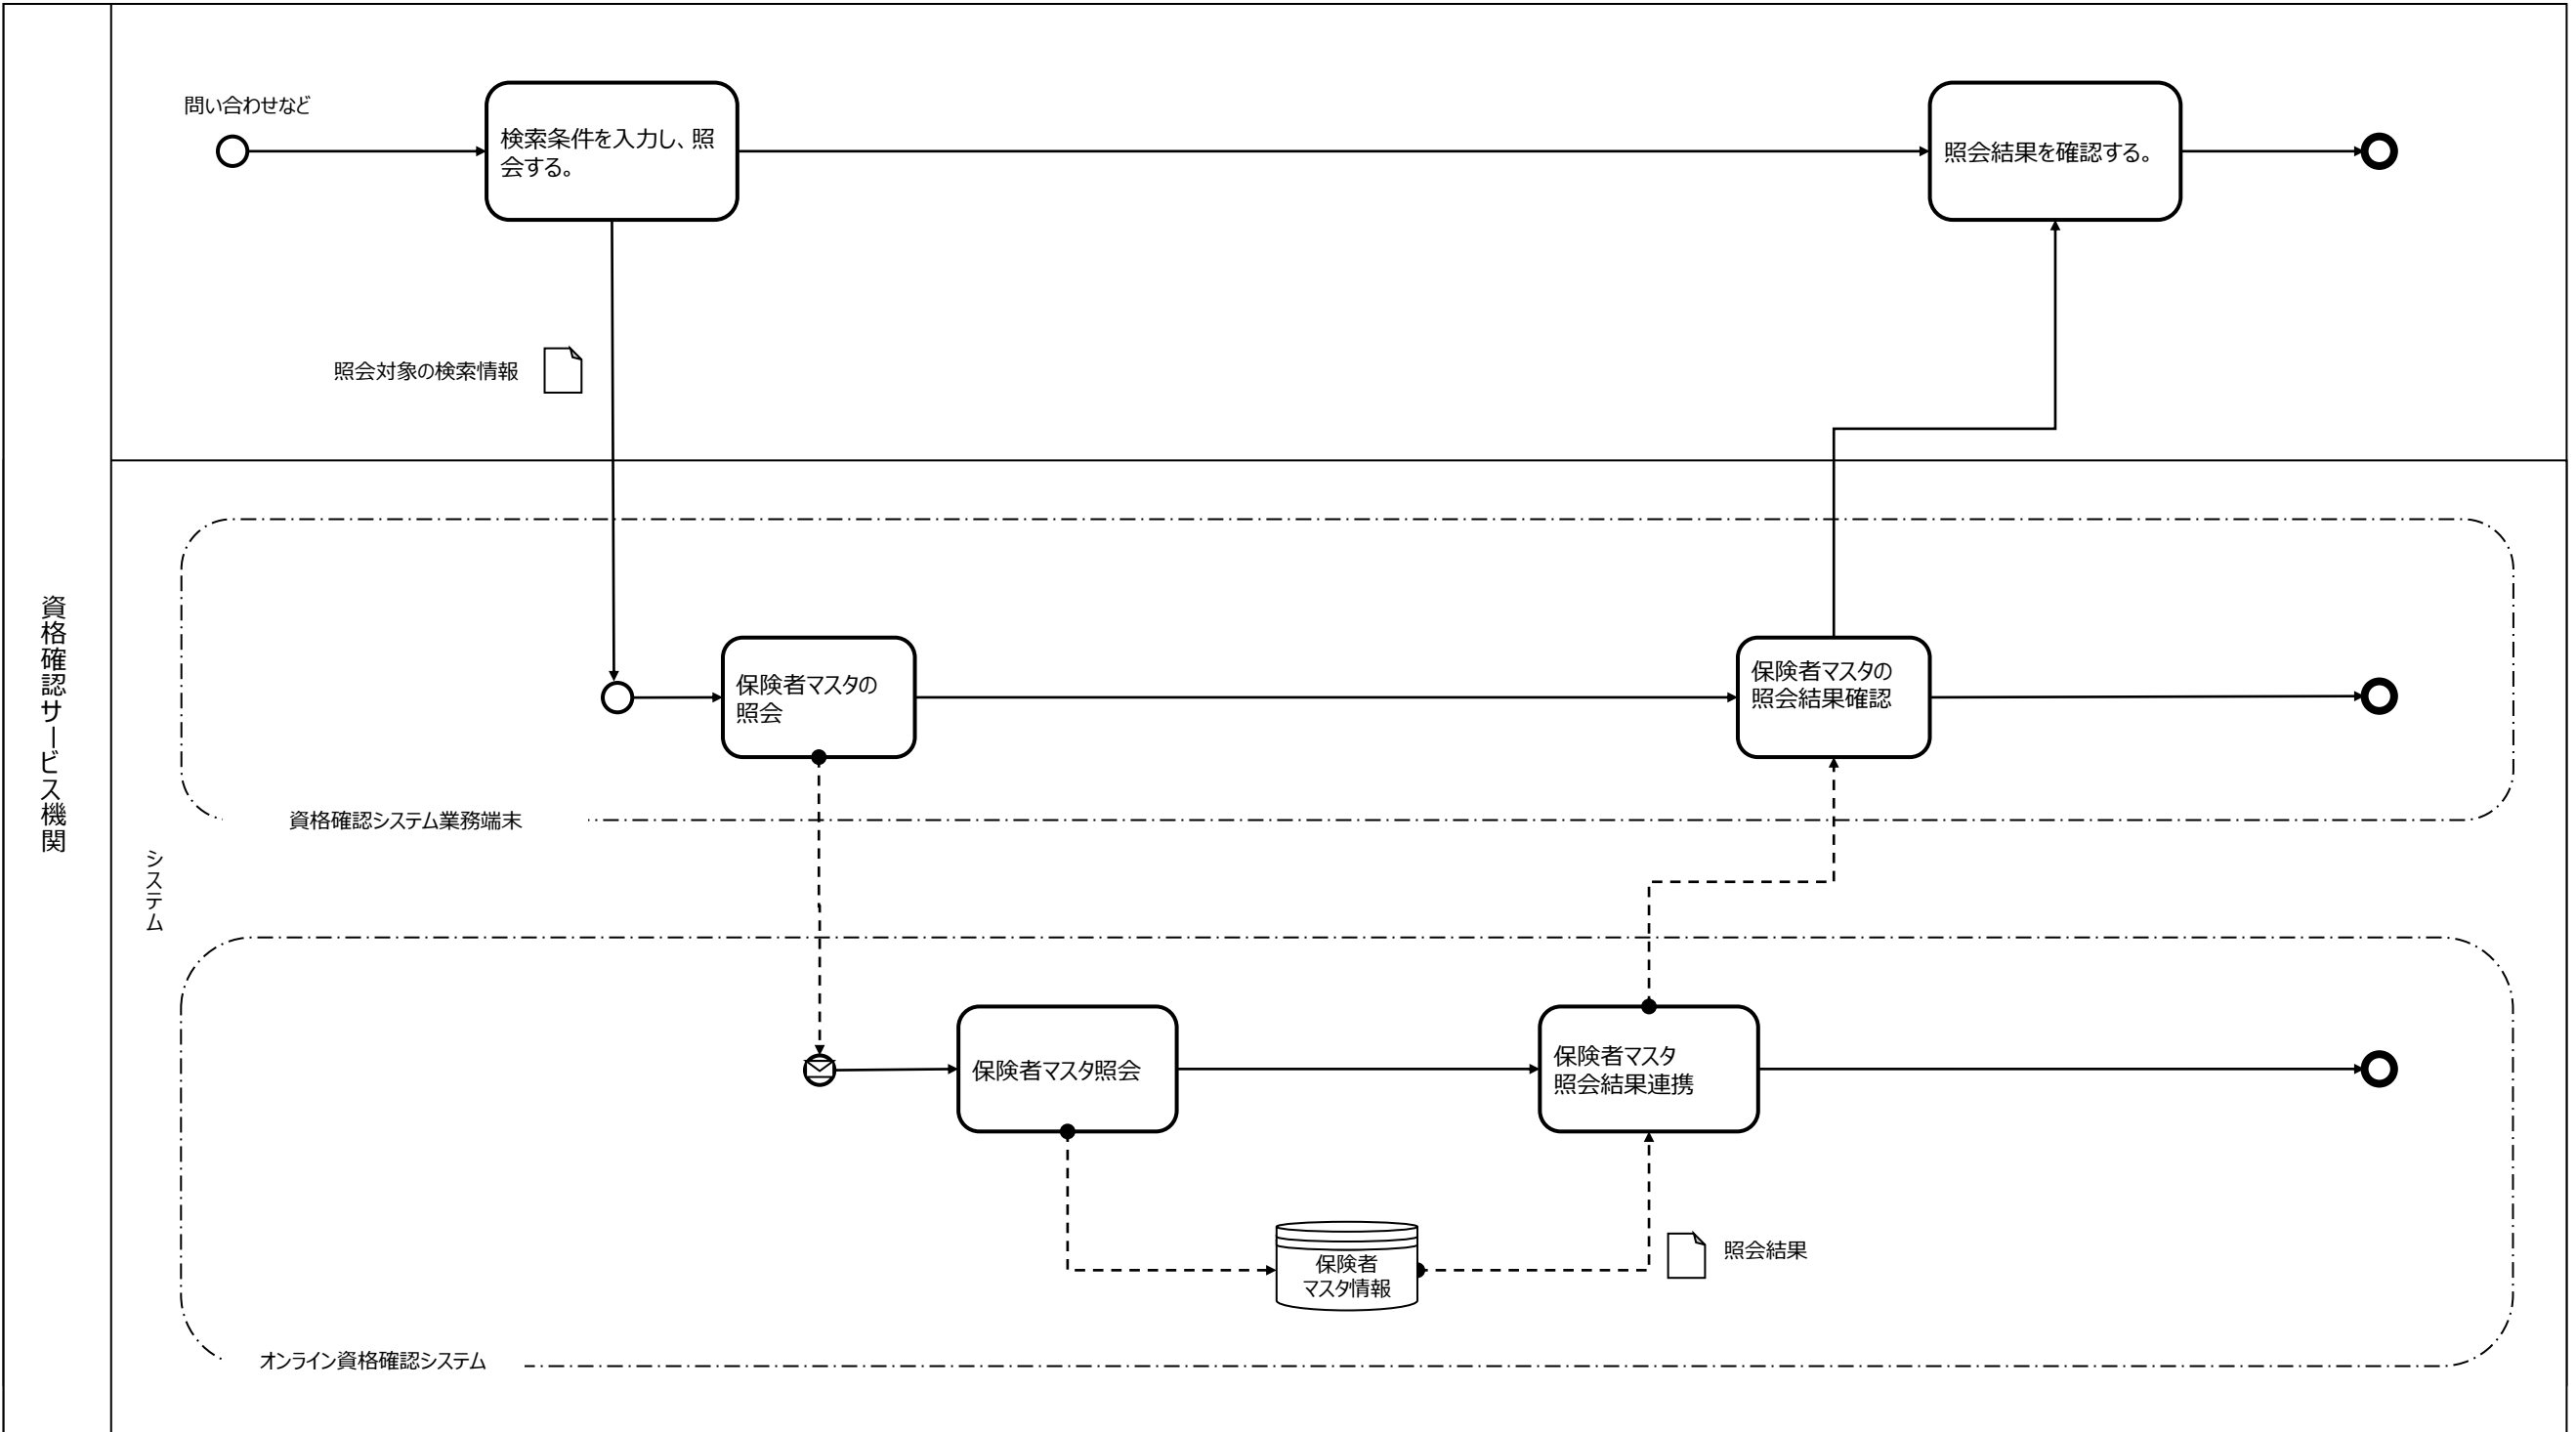 問い合わせなど
検索条件を入力し、照
会する。
照会結果を確認する。
照会対象の検索情報
資格確認サービス機関
システム
保険者マスタの
照会
保険者マスタの
照会結果確認
資格確認システム業務端末
保険者マスタ照会
保険者マスタ
照会結果連携
保険者
マスタ情報
照会結果
オンライン資格確認システム